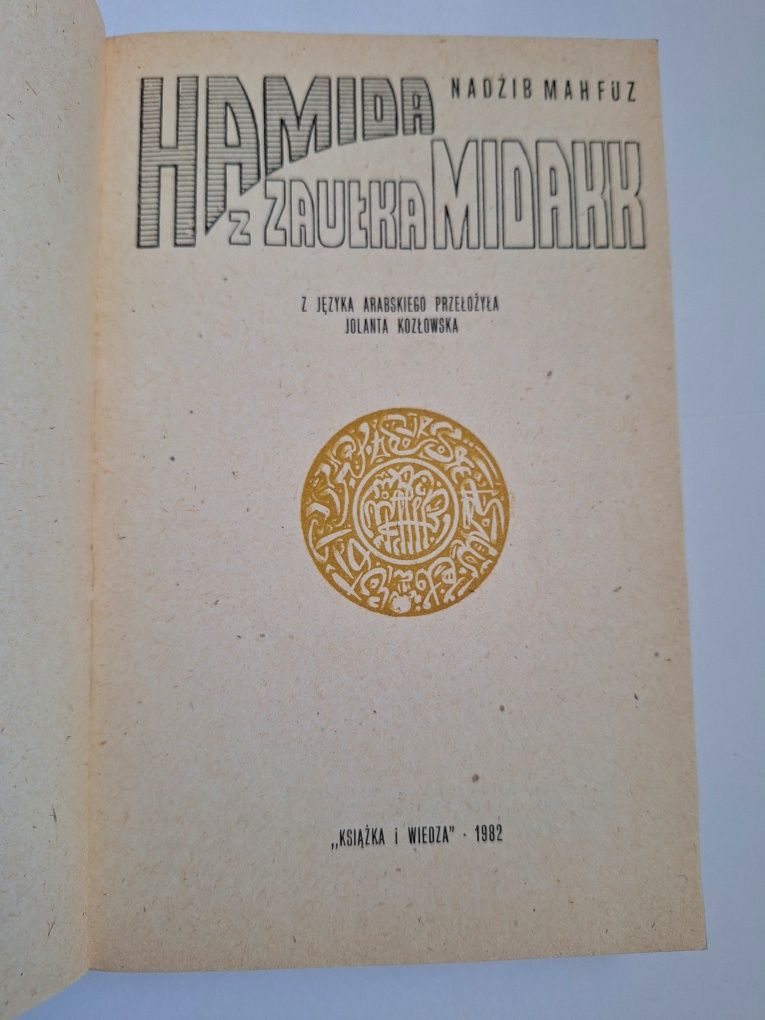 NADŻIB MAHFUZ
HAMIDA
Z ZAUŁKA MIDAKK
Z JĘZYKA ARABSKIEGO PRZEŁOŻYŁA
JOLANTA KOZŁOWSKA
„KSIĄŻKA I WIEDZA" · 1982